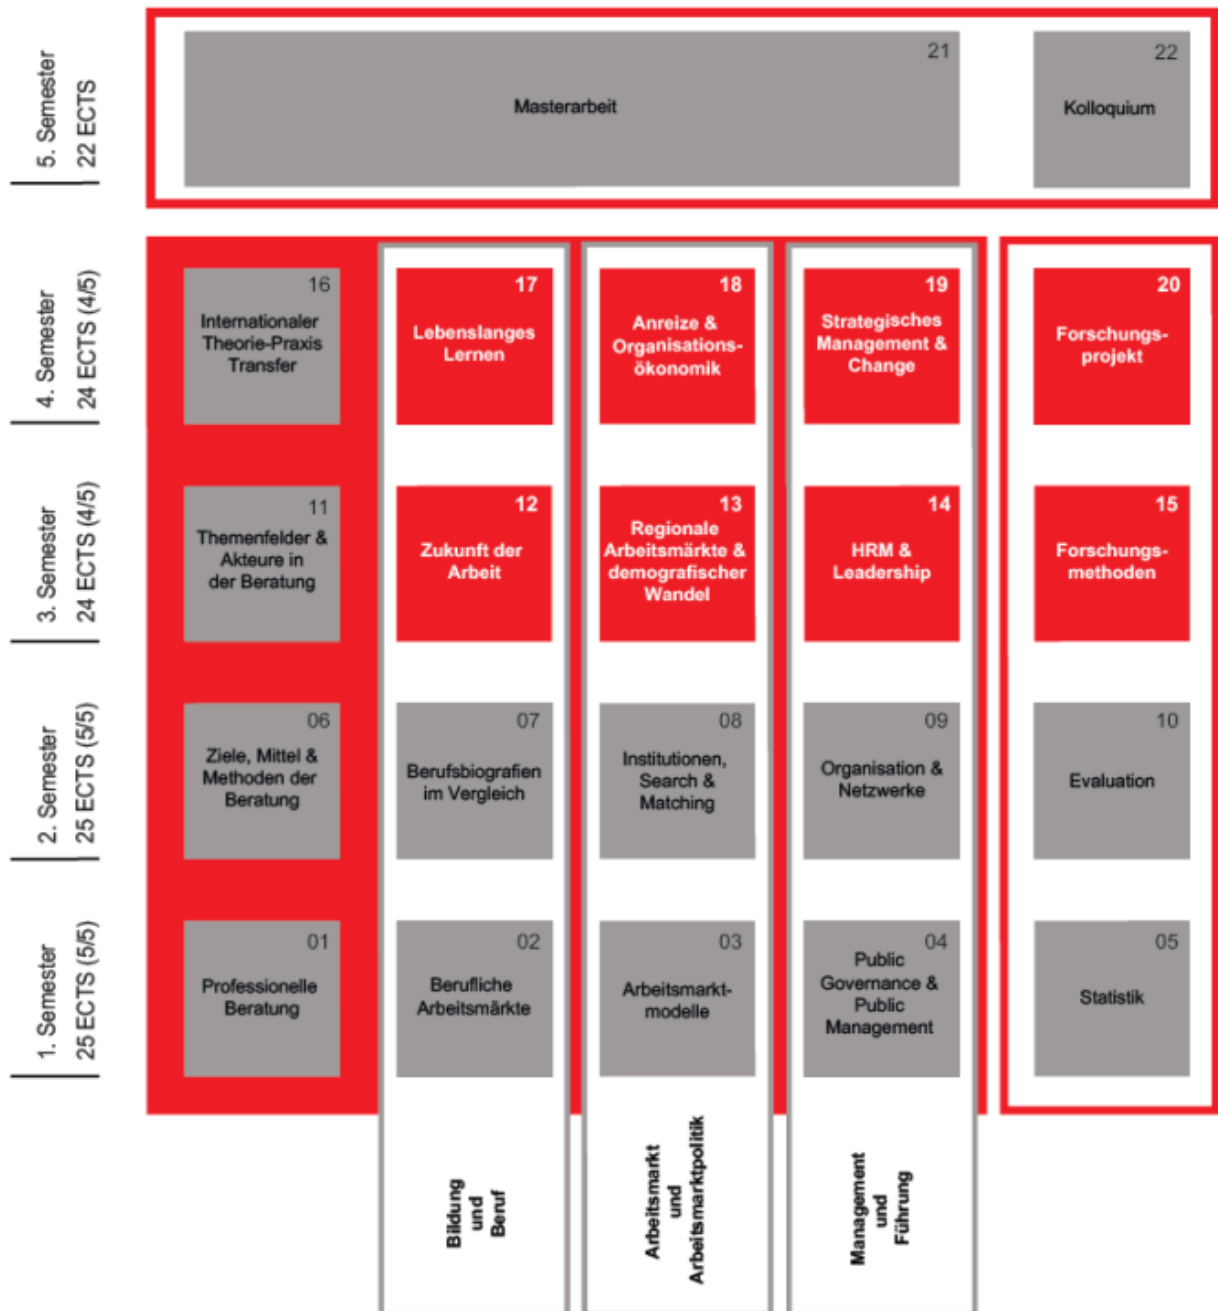 5. Semester
22 ECTS
21
Masterarbeit
22
Kolloquium
4. Semester
24 ECTS (4/5)
16
Internationaler
Theorie-Praxis
Transfer
17
Lebenslanges
Lernen
18
Anreize &
Organisations-
ökonomik
19
Strategisches
Management &
Change
20
Forschungs-
projekt
3. Semester
24 ECTS (4/5)
11
Themenfelder &
Akteure in
der Beratung
12
Zukunft der
Arbeit
13
Regionale
Arbeitsmärkte &
demografischer
Wandel
14
HRM &
Leadership
15
Forschungs-
methoden
2. Semester
25 ECTS (5/5)
06
Ziele, Mittel &
Methoden der
Beratung
07
Berufsbiografien
im Vergleich
08
Institutionen,
Search &
Matching
09
Organisation &
Netzwerke
10
Evaluation
1. Semester
25 ECTS (5/5)
01
Professionelle
Beratung
02
Berufliche
Arbeitsmärkte
03
Arbeitsmarkt-
modelle
04
Public
Governance &
Public
Management
05
Statistik
Bildung
und
Beruf
Arbeitsmarkt
und
Arbeitsmarktpolitik
Management
und
Führung